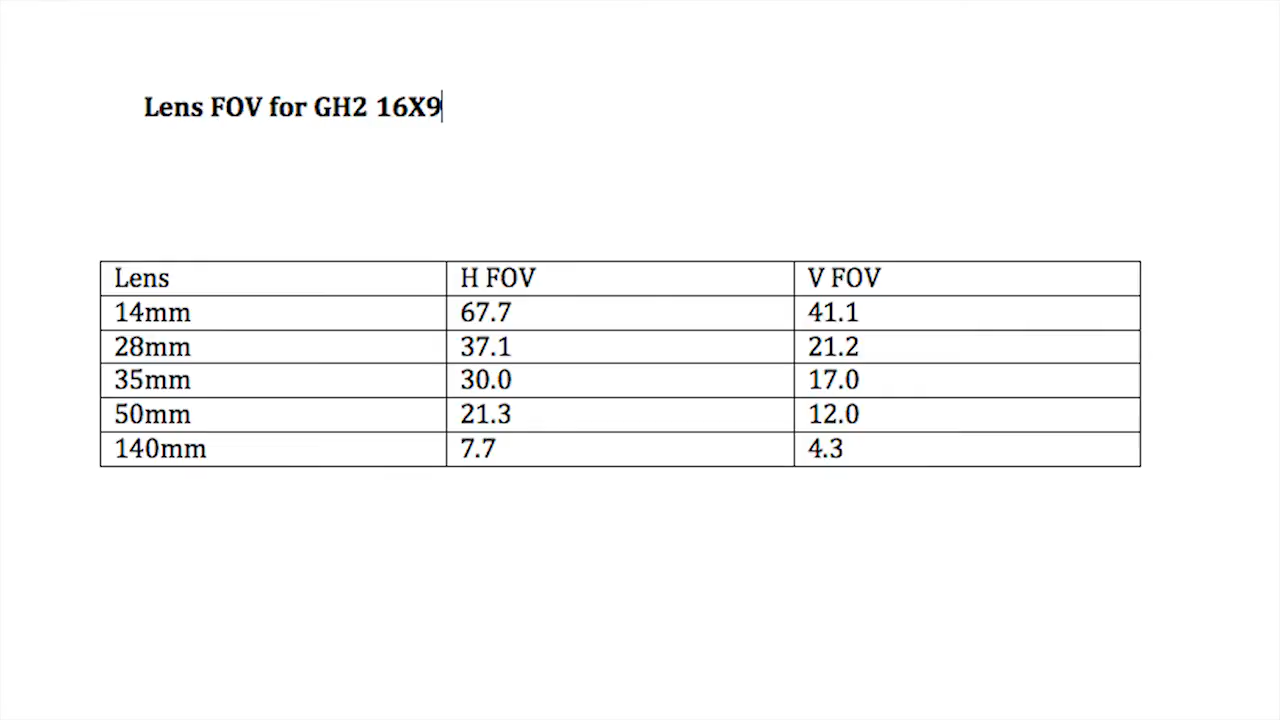 Lens FOV for GH2 16X9
Lens H FOV V FOV
14mm 67.7 41.1
28mm 37.1 21.2
35mm 30.0 17.0
50mm 21.3 12.0
140mm 7.7 4.3